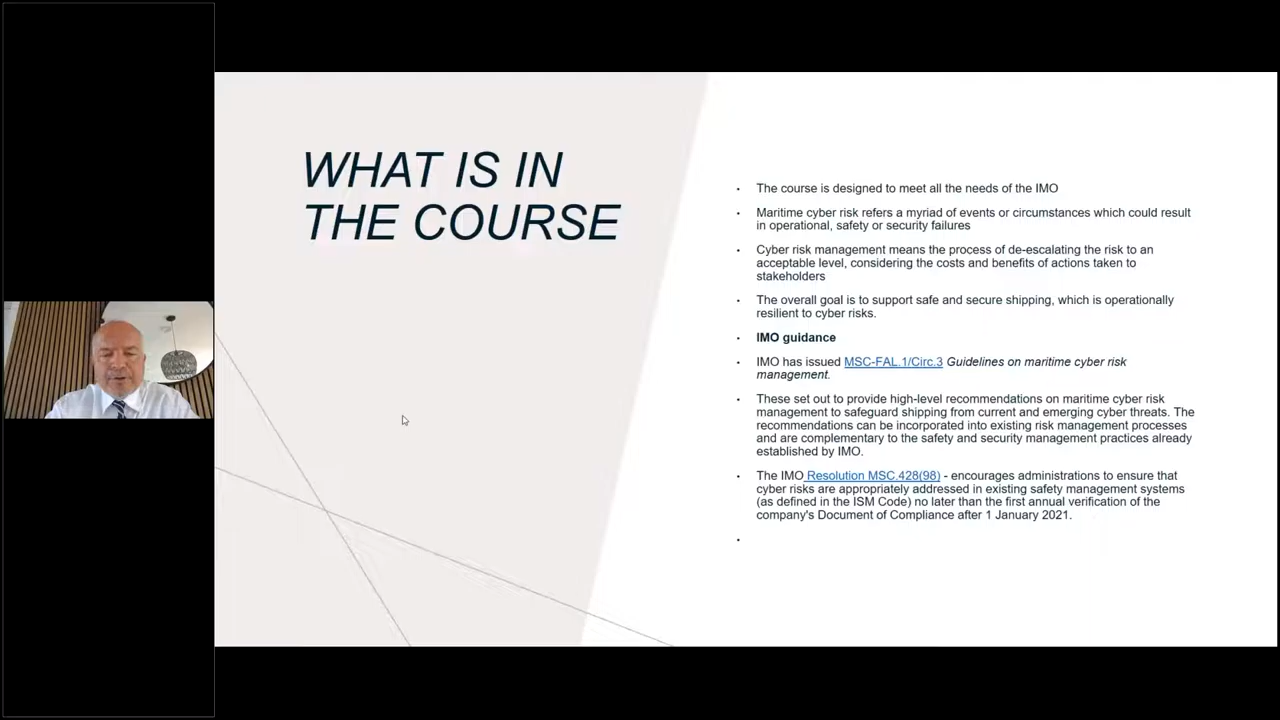 WHAT IS IN
THE COURSE
The course is designed to meet all the needs of the IMO
Maritime cyber risk refers a myriad of events or circumstances which could result
in operational, safety or security failures
Cyber risk management means the process of de-escalating the risk to an
acceptable level, considering the costs and benefits of actions taken to
stakeholders
The overall goal is to support safe and secure shipping, which is operationally
resilient to cyber risks.
IMO guidance
IMO has issued MSC-FAL.1/Circ.3 Guidelines on maritime cyber risk
management.
These set out to provide high-level recommendations on maritime cyber risk
management to safeguard shipping from current and emerging cyber threats. The
recommendations can be incorporated into existing risk management processes
and are complementary to the safety and security management practices already
established by IMO.
The IMO Resolution MSC.428(98) - encourages administrations to ensure that
cyber risks are appropriately addressed in existing safety management systems
(as defined in the ISM Code) no later than the first annual verification of the
company's Document of Compliance after 1 January 2021.